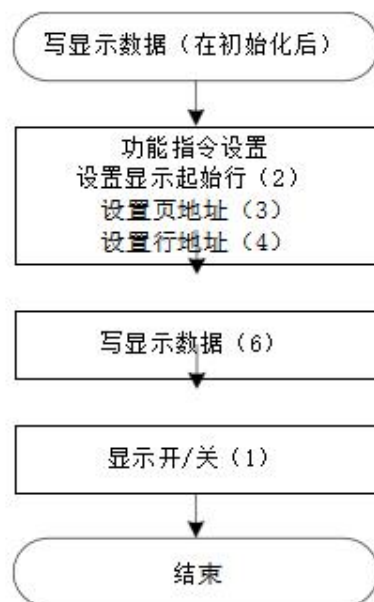 写显示数据（在初始化后）
功能指令设置
设置显示起始行（2）
设置页地址（3）
设置行地址（4）
写显示数据（6）
显示开/关（1）
结束